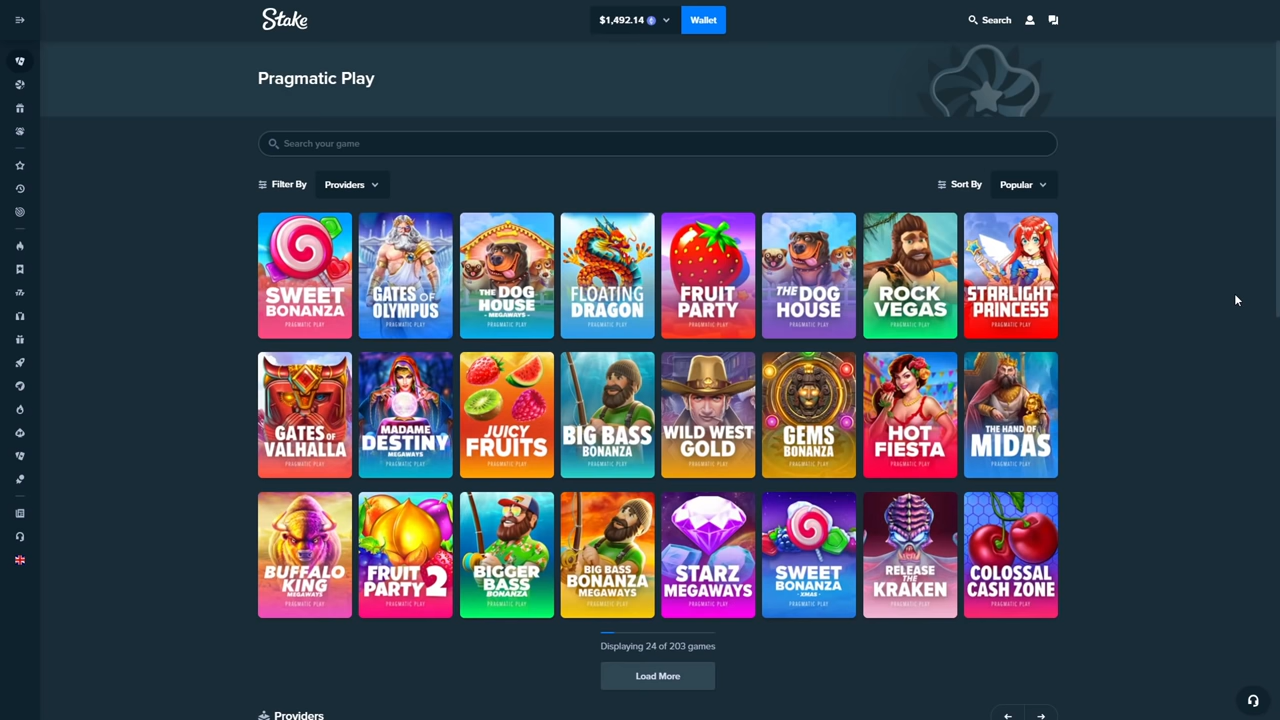 Stake
$1,492.14
Wallet
Search
Pragmatic Play
Search your game
Filter By
Providers
Sort By
Popular
SWEET
BONANZA
PRAGMATIC PLAY
GATES OF
OLYMPUS
PRAGMATIC PLAY
THE DOG
HOUSE
- MEGAWAYS -
PRAGMATIC PLAY
FLOATING
DRAGON
PRAGMATIC PLAY
FRUIT
PARTY
PRAGMATIC PLAY
THE DOG
HOUSE
PRAGMATIC PLAY
ROCK
VEGAS
PRAGMATIC PLAY
STARLIGHT
PRINCESS
PRAGMATIC PLAY
GATES OF
VALHALLA
PRAGMATIC PLAY
MADAME
DESTINY
MEGAWAYS
PRAGMATIC PLAY
JUICY
FRUITS
PRAGMATIC PLAY
BIG BASS
BONANZA
PRAGMATIC PLAY
WILD WEST
GOLD
PRAGMATIC PLAY
GEMS
BONANZA
PRAGMATIC PLAY
HOT
FIESTA
PRAGMATIC PLAY
THE HAND OF
MIDAS
PRAGMATIC PLAY
BUFFALO
KING
MEGAWAYS
PRAGMATIC PLAY
FRUIT
PARTY 2
PRAGMATIC PLAY
BIGGER
BASS
BONANZA
PRAGMATIC PLAY
BIG BASS
BONANZA
MEGAWAYS
PRAGMATIC PLAY
STARZ
MEGAWAYS
PRAGMATIC PLAY
SWEET
BONANZA
- XMAS -
PRAGMATIC PLAY
RELEASE
THE
KRAKEN
PRAGMATIC PLAY
COLOSSAL
CASH ZONE
PRAGMATIC PLAY
Displaying 24 of 203 games
Load More
Providers